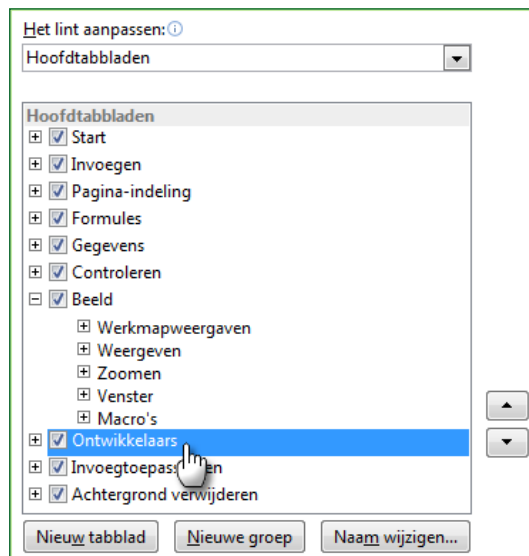 Het lint aanpassen:
Hoofdtabbladen
Hoofdtabbladen
Start
Invoegen
Pagina-indeling
Formules
Gegevens
Controleren
Beeld
Werkmapweergaven
Weergeven
Zoomen
Venster
Macro's
Ontwikkelaars
Achtergrond verwijderen
Nieuw tabblad Nieuwe groep Naam wijzigen...